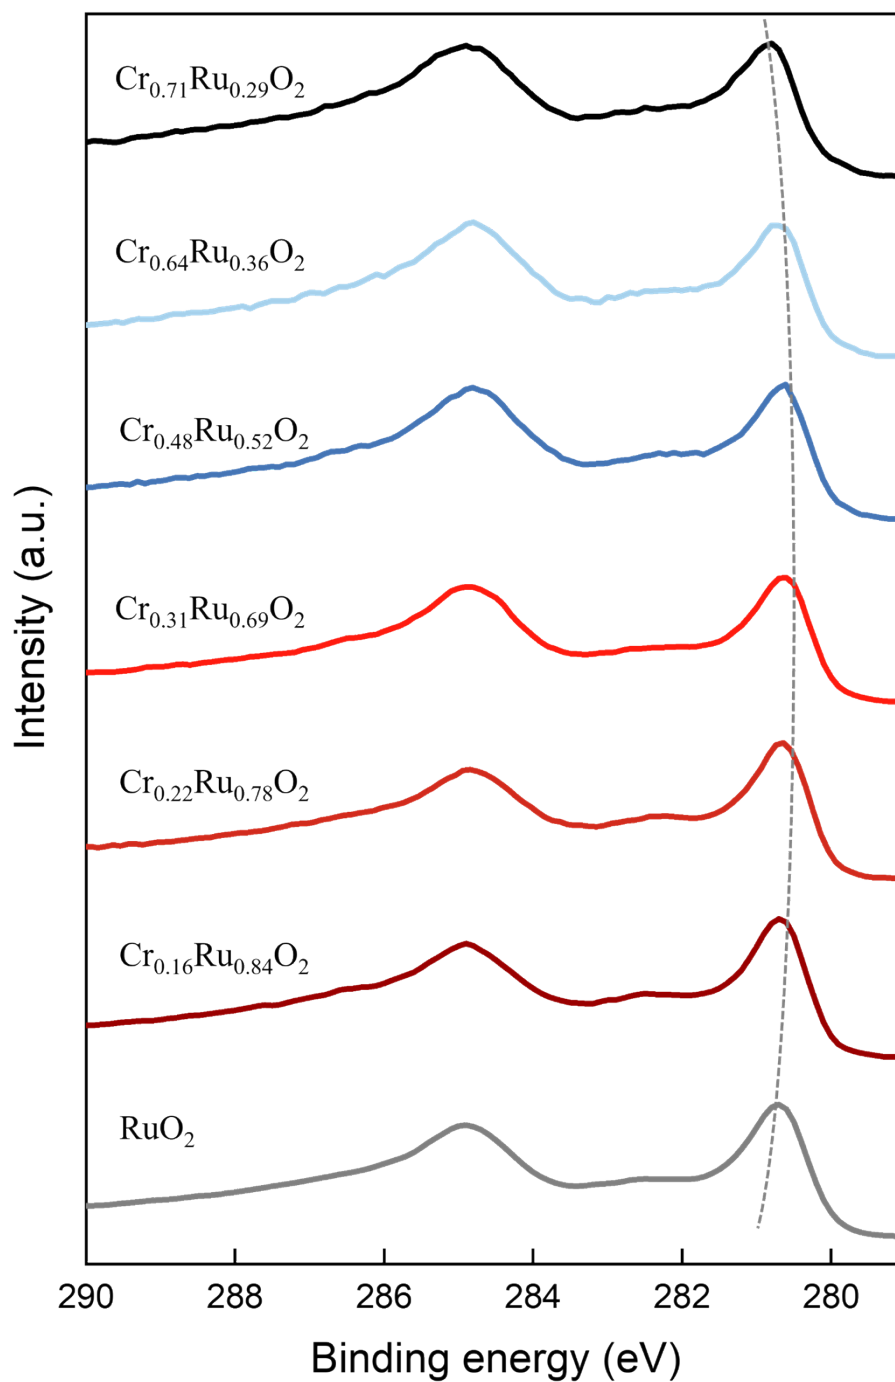 Cr₀.₇₁Ru₀.₂₉O₂
Cr₀.₆₄Ru₀.₃₆O₂
Cr₀.₄₈Ru₀.₅₂O₂
Cr₀.₃₁Ru₀.₆₉O₂
Cr₀.₂₂Ru₀.₇₈O₂
Cr₀.₁₆Ru₀.₈₄O₂
RuO₂
Intensity (a.u.)
290 288 286 284 282 280
Binding energy (eV)